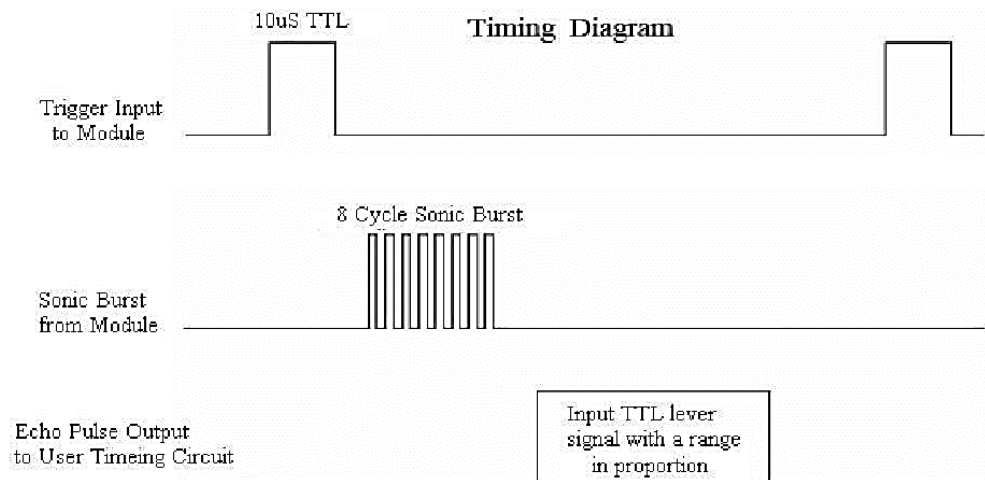 10uS TTL
Timing Diagram
Trigger Input
to Module
8 Cycle Sonic Burst
Sonic Burst
from Module
Echo Pulse Output
to User Timeing Circuit
Input TTL lever
signal with a range
in proportion